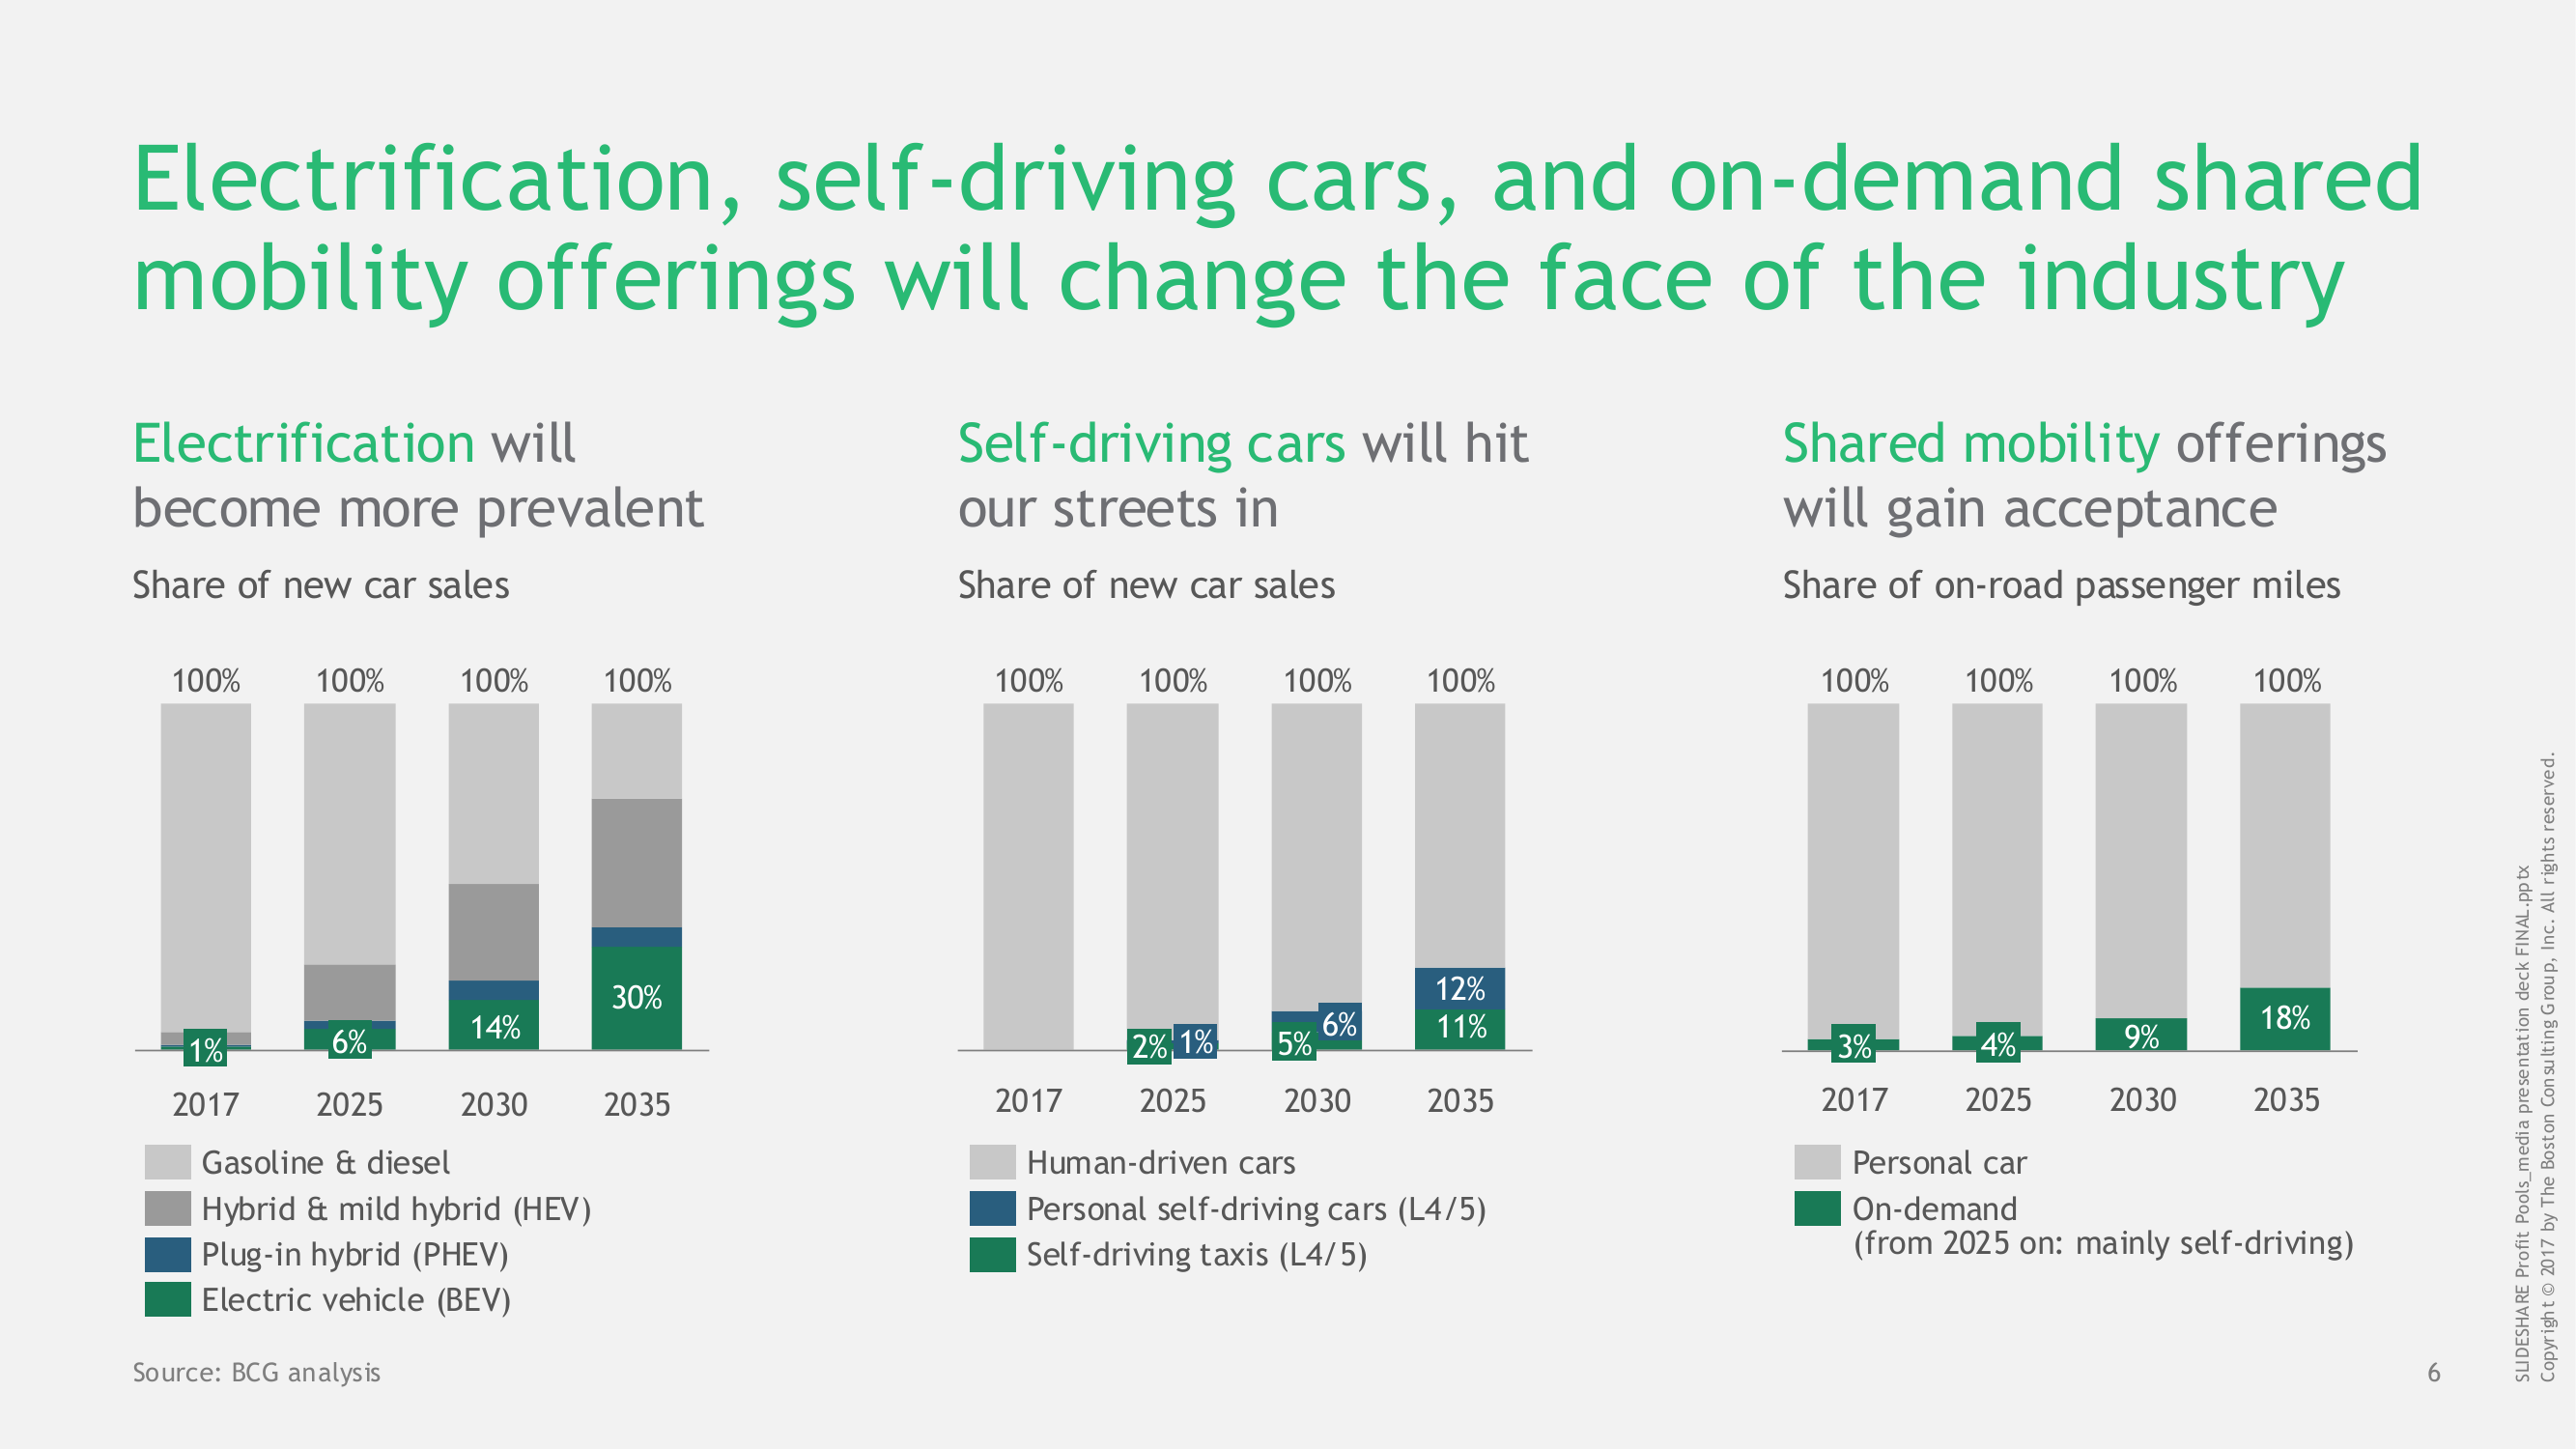 Electrification, self-driving cars, and on-demand shared
mobility offerings will change the face of the industry
Electrification will
become more prevalent
Share of new car sales
100% 100% 100% 100%
30%
14%
6%
1%
2017 2025 2030 2035
Gasoline & diesel
Hybrid & mild hybrid (HEV)
Plug-in hybrid (PHEV)
Electric vehicle (BEV)
Self-driving cars will hit
our streets in
Share of new car sales
100% 100% 100% 100%
12%
6%
11%
2% 1% 5%
2017 2025 2030 2035
Human-driven cars
Personal self-driving cars (L4/5)
Self-driving taxis (L4/5)
Shared mobility offerings
will gain acceptance
Share of on-road passenger miles
100% 100% 100% 100%
18%
3% 4% 9%
2017 2025 2030 2035
Personal car
On-demand
(from 2025 on: mainly self-driving)
Source: BCG analysis
6
SLIDESHARE Profit Pools_media presentation deck FINAL.pptx
Copyright © 2017 by The Boston Consulting Group, Inc. All rights reserved.